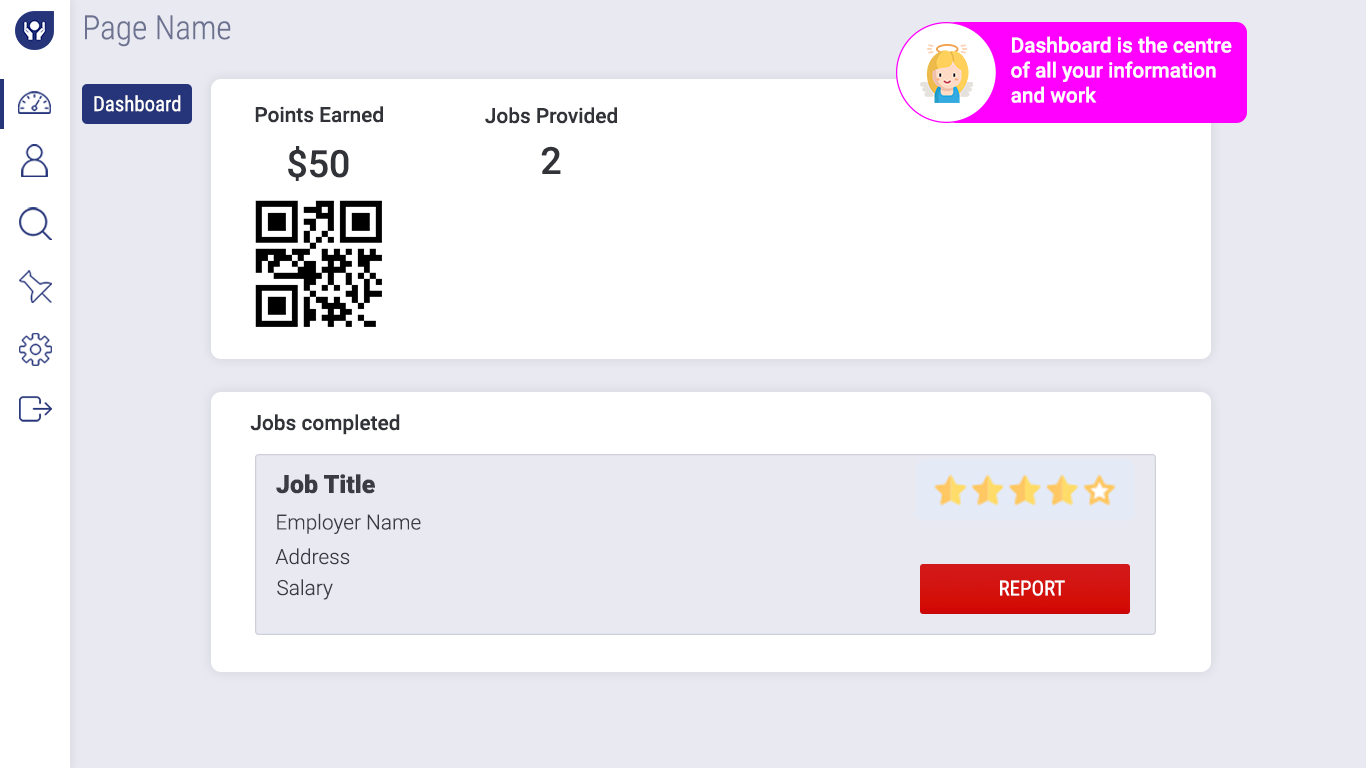 Page Name
Dashboard is the centre
of all your information
and work
Dashboard
Points Earned
Jobs Provided
$50
2
Jobs completed
Job Title
Employer Name
Address
Salary
REPORT